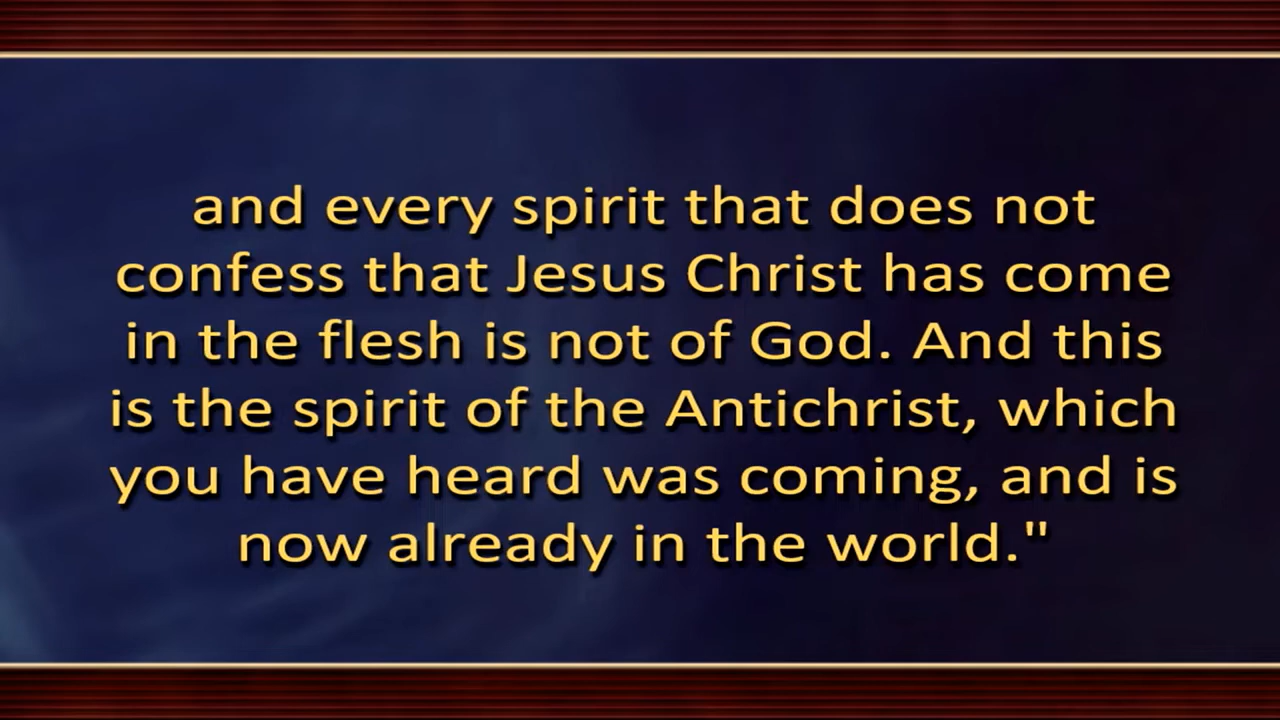 and every spirit that does not
confess that Jesus Christ has come
in the flesh is not of God. And this
is the spirit of the Antichrist, which
you have heard was coming, and is
now already in the world."